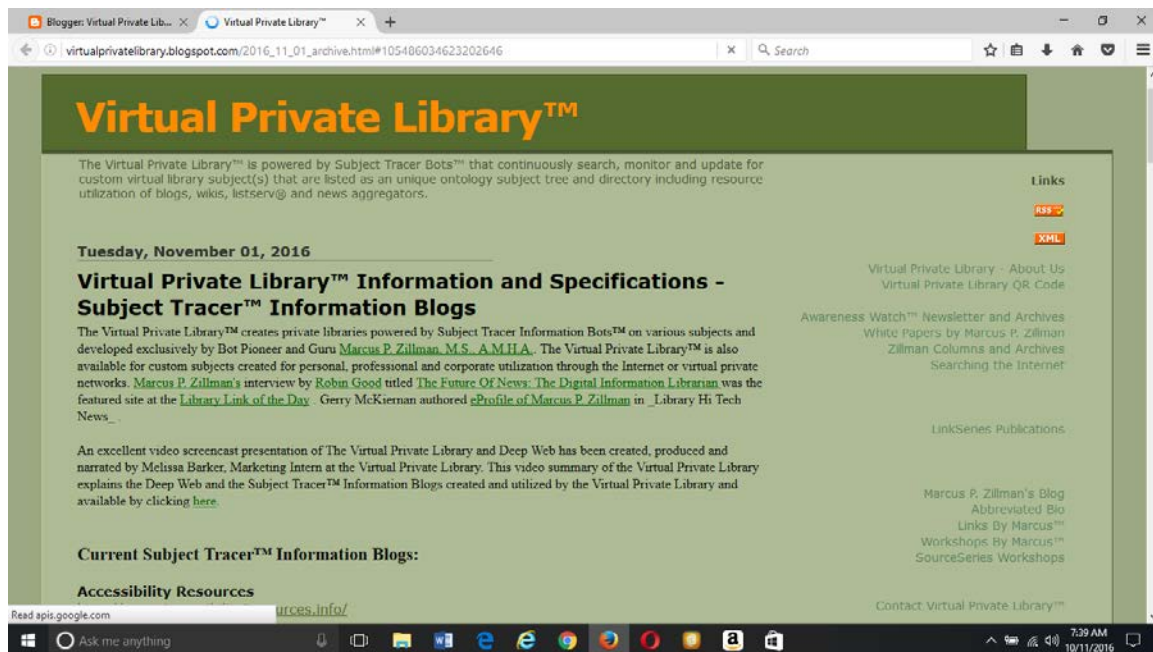 Blogger: Virtual Private Lib...
Virtual Private Library™
virtualprivatelibrary.blogspot.com/2016_11_01_archive.html#105486034623202646
Search
Virtual Private Library™
The Virtual Private Library™ is powered by Subject Tracer Bots™ that continuously search, monitor and update for
custom virtual library subject(s) that are listed as an unique ontology subject tree and directory including resource
utilization of blogs, wikis, listserv® and news aggregators.
Links
RSS
XML
Tuesday, November 01, 2016
Virtual Private Library™ Information and Specifications -
Subject Tracer™ Information Blogs
The Virtual Private Library™ creates private libraries powered by Subject Tracer Information Bots™ on various subjects and
developed exclusively by Bot Pioneer and Guru Marcus P. Zillman, M.S., A.M.H.A.. The Virtual Private Library™ is also
available for custom subjects created for personal, professional and corporate utilization through the Internet or virtual private
networks. Marcus P. Zillman's interview by Robin Good titled The Future Of News: The Digital Information Librarian was the
featured site at the Library Link of the Day . Gerry McKiernan authored eProfile of Marcus P. Zillman in _Library Hi Tech
News_ .
An excellent video screencast presentation of The Virtual Private Library and Deep Web has been created, produced and
narrated by Melissa Barker, Marketing Intern at the Virtual Private Library. This video summary of the Virtual Private Library
explains the Deep Web and the Subject Tracer™ Information Blogs created and utilized by the Virtual Private Library and
available by clicking here.
Current Subject Tracer™ Information Blogs:
Accessibility Resources
urces.info/
Virtual Private Library - About Us
Virtual Private Library QR Code
Awareness Watch™ Newsletter and Archives
White Papers by Marcus P. Zillman
Zillman Columns and Archives
Searching the Internet
LinkSeries Publications
Marcus P. Zillman's Blog
Abbreviated Bio
Links By Marcus™
Workshops By Marcus™
SourceSeries Workshops
Contact Virtual Private Library™
Read apis.google.com
Ask me anything
7:39 AM
10/11/2016